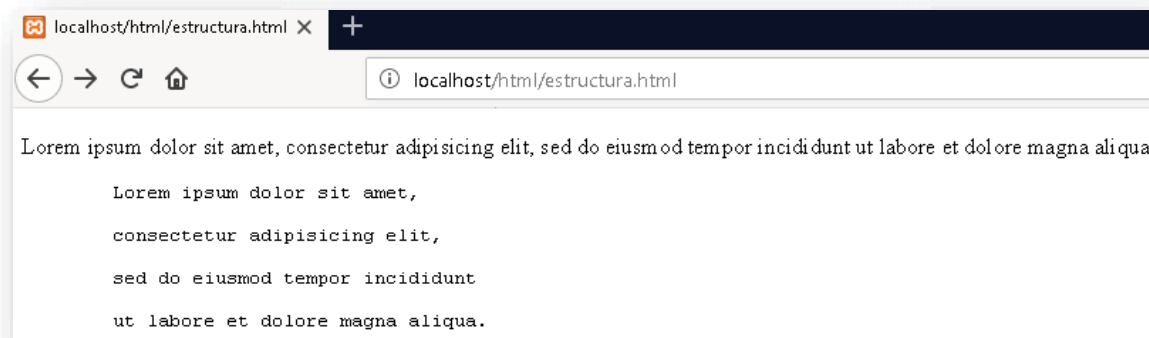 localhost/html/estructura.html
localhost/html/estructura.html
Lorem ipsum dolor sit amet, consectetur adipisicing elit, sed do eiusmod tempor incididunt ut labore et dolore magna aliqua
Lorem ipsum dolor sit amet,
consectetur adipisicing elit,
sed do eiusmod tempor incididunt
ut labore et dolore magna aliqua.